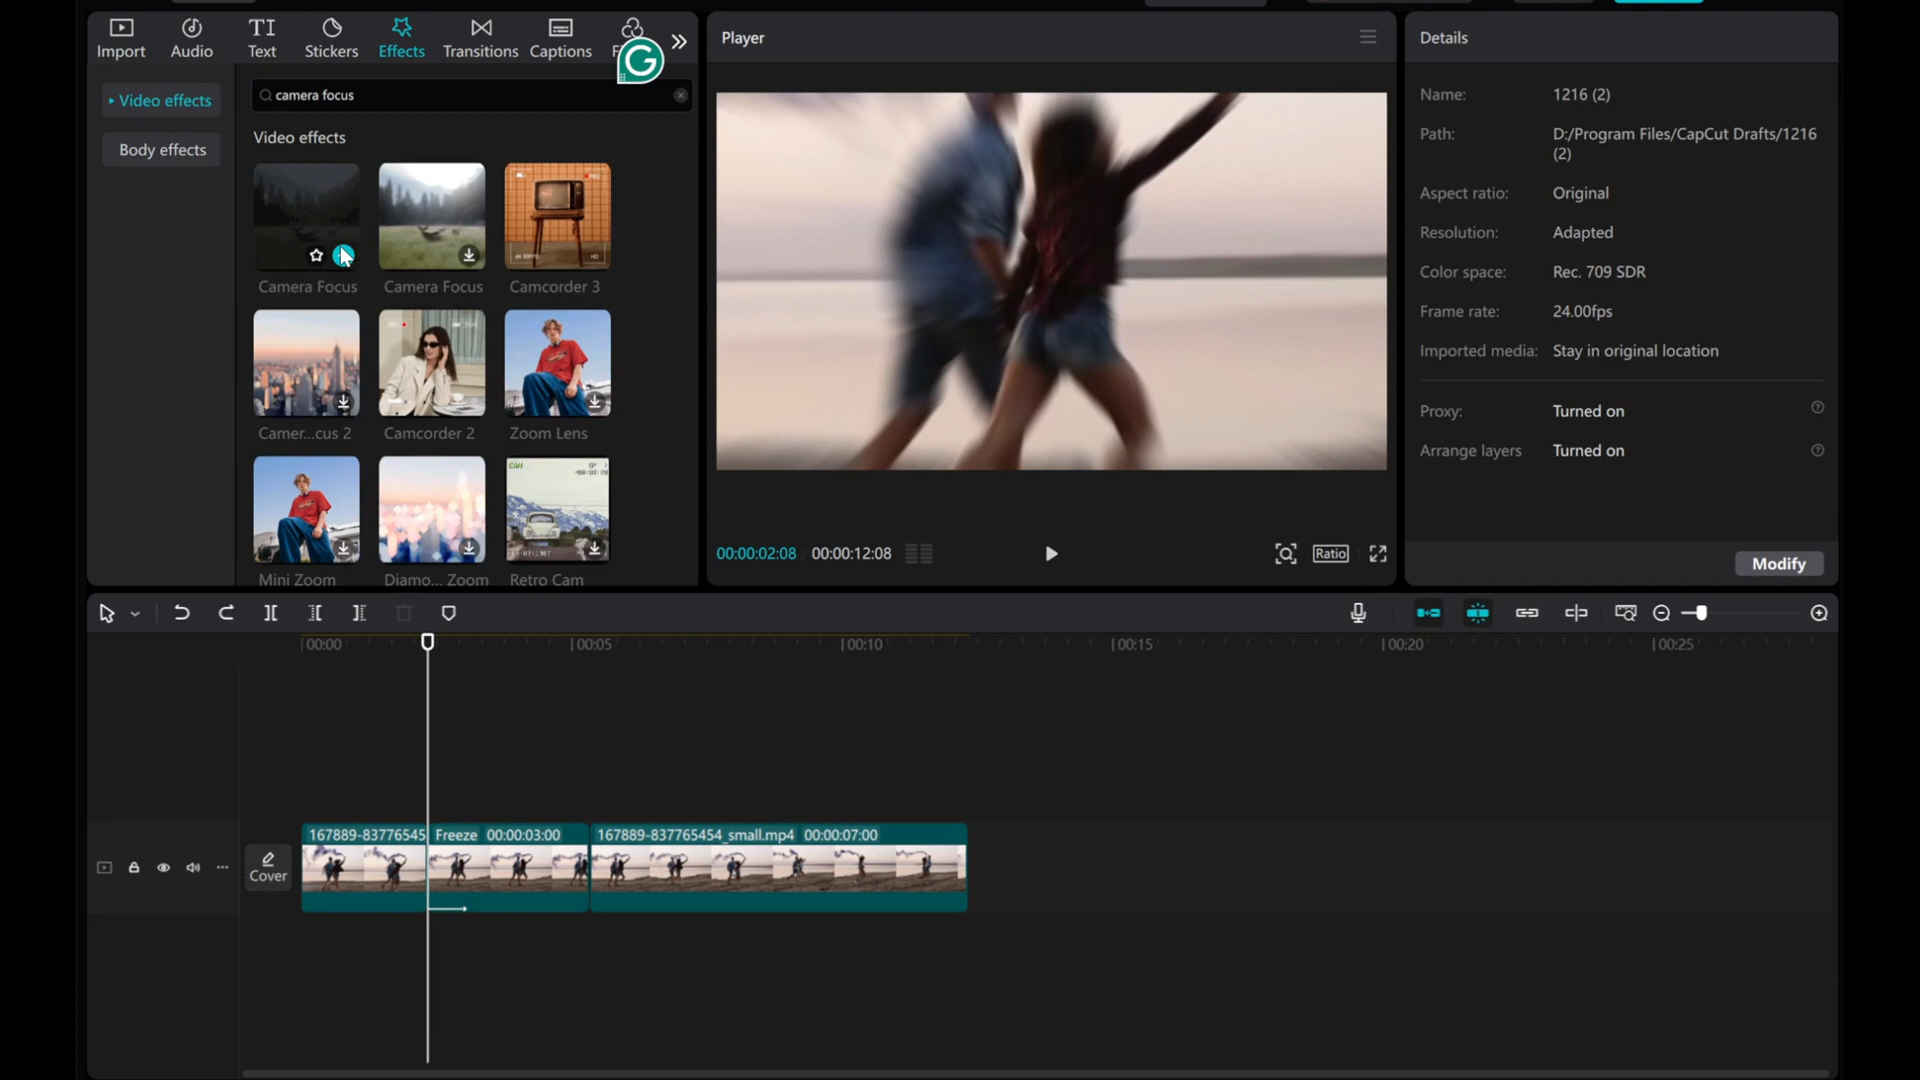 Import
Audio
Text
Stickers
Effects
Transitions
Captions
Player
Details
Video effects
Body effects
camera focus
Video effects
Camera Focus
Camera Focus
Camcorder 3
Camer...cus 2
Camcorder 2
Zoom Lens
Mini Zoom
Diamo... Zoom
Retro Cam
00:00:02:08
00:00:12:08
Ratio
Name: 1216 (2)
Path: D:/Program Files/CapCut Drafts/1216
(2)
Aspect ratio: Original
Resolution: Adapted
Color space: Rec. 709 SDR
Frame rate: 24.00fps
Imported media: Stay in original location
Proxy: Turned on
Arrange layers Turned on
Modify
00:00
00:05
00:10
00:15
00:20
00:25
Cover
167889-83776545
Freeze 00:00:03:00
167889-837765454_small.mp4 00:00:07:00